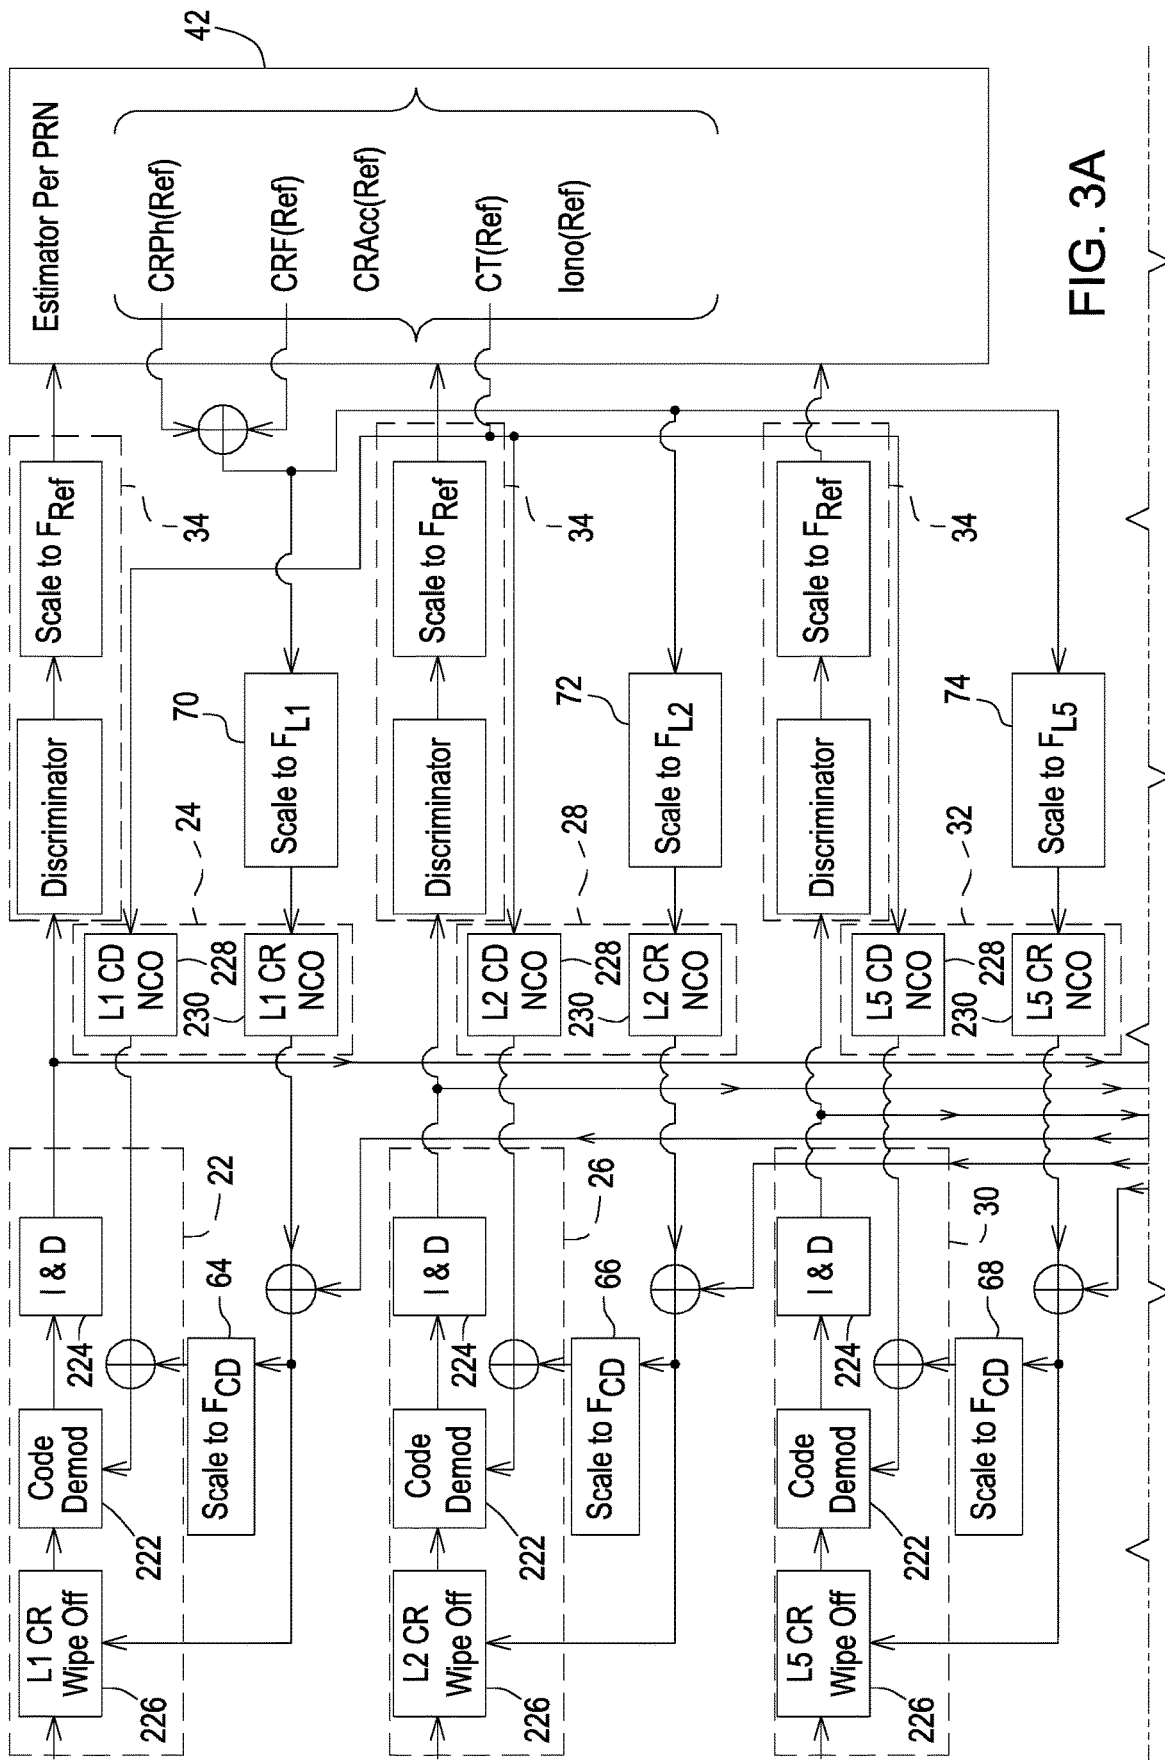 L1 CR
Wipe Off
226
Code
Demod
222
I & D
224
22
Scale to FCD
64
L1 CD
NCO
228
L1 CR
NCO
230
24
Discriminator
Scale to FRef
34
70
Scale to FL1
L2 CR
Wipe Off
226
Code
Demod
222
I & D
224
26
Scale to FCD
66
L2 CD
NCO
228
L2 CR
NCO
230
28
Discriminator
Scale to FRef
34
72
Scale to FL2
L5 CR
Wipe Off
226
Code
Demod
222
I & D
224
30
Scale to FCD
68
L5 CD
NCO
228
L5 CR
NCO
230
32
Discriminator
Scale to FRef
34
74
Scale to FL5
Estimator Per PRN
CRPh(Ref)
CRF(Ref)
CRAcc(Ref)
CT(Ref)
Iono(Ref)
42
FIG. 3A